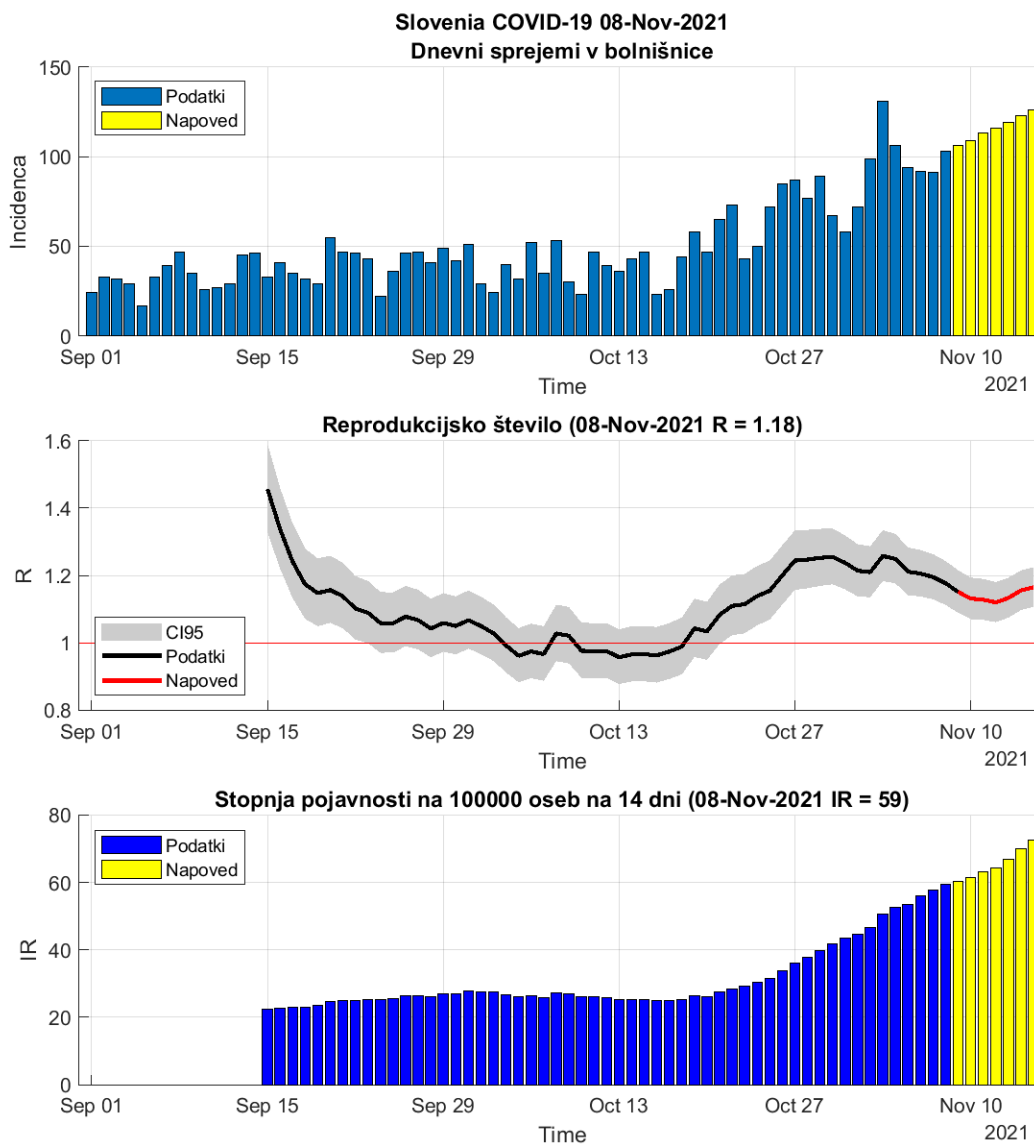 Slovenia COVID-19 08-Nov-2021
Dnevni sprejemi v bolnišnice
150
100
50
0
Incidenca
Podatki
Napoved
Sep 01 Sep 15 Sep 29 Oct 13 Oct 27 Nov 10
Time
2021
Reprodukcijsko število (08-Nov-2021 R = 1.18)
1.6
1.4
1.2
1
0.8
R
CI95
Podatki
Napoved
Sep 01 Sep 15 Sep 29 Oct 13 Oct 27 Nov 10
Time
2021
Stopnja pojavnosti na 100000 oseb na 14 dni (08-Nov-2021 IR = 59)
80
60
40
20
0
IR
Podatki
Napoved
Sep 01 Sep 15 Sep 29 Oct 13 Oct 27 Nov 10
Time
2021